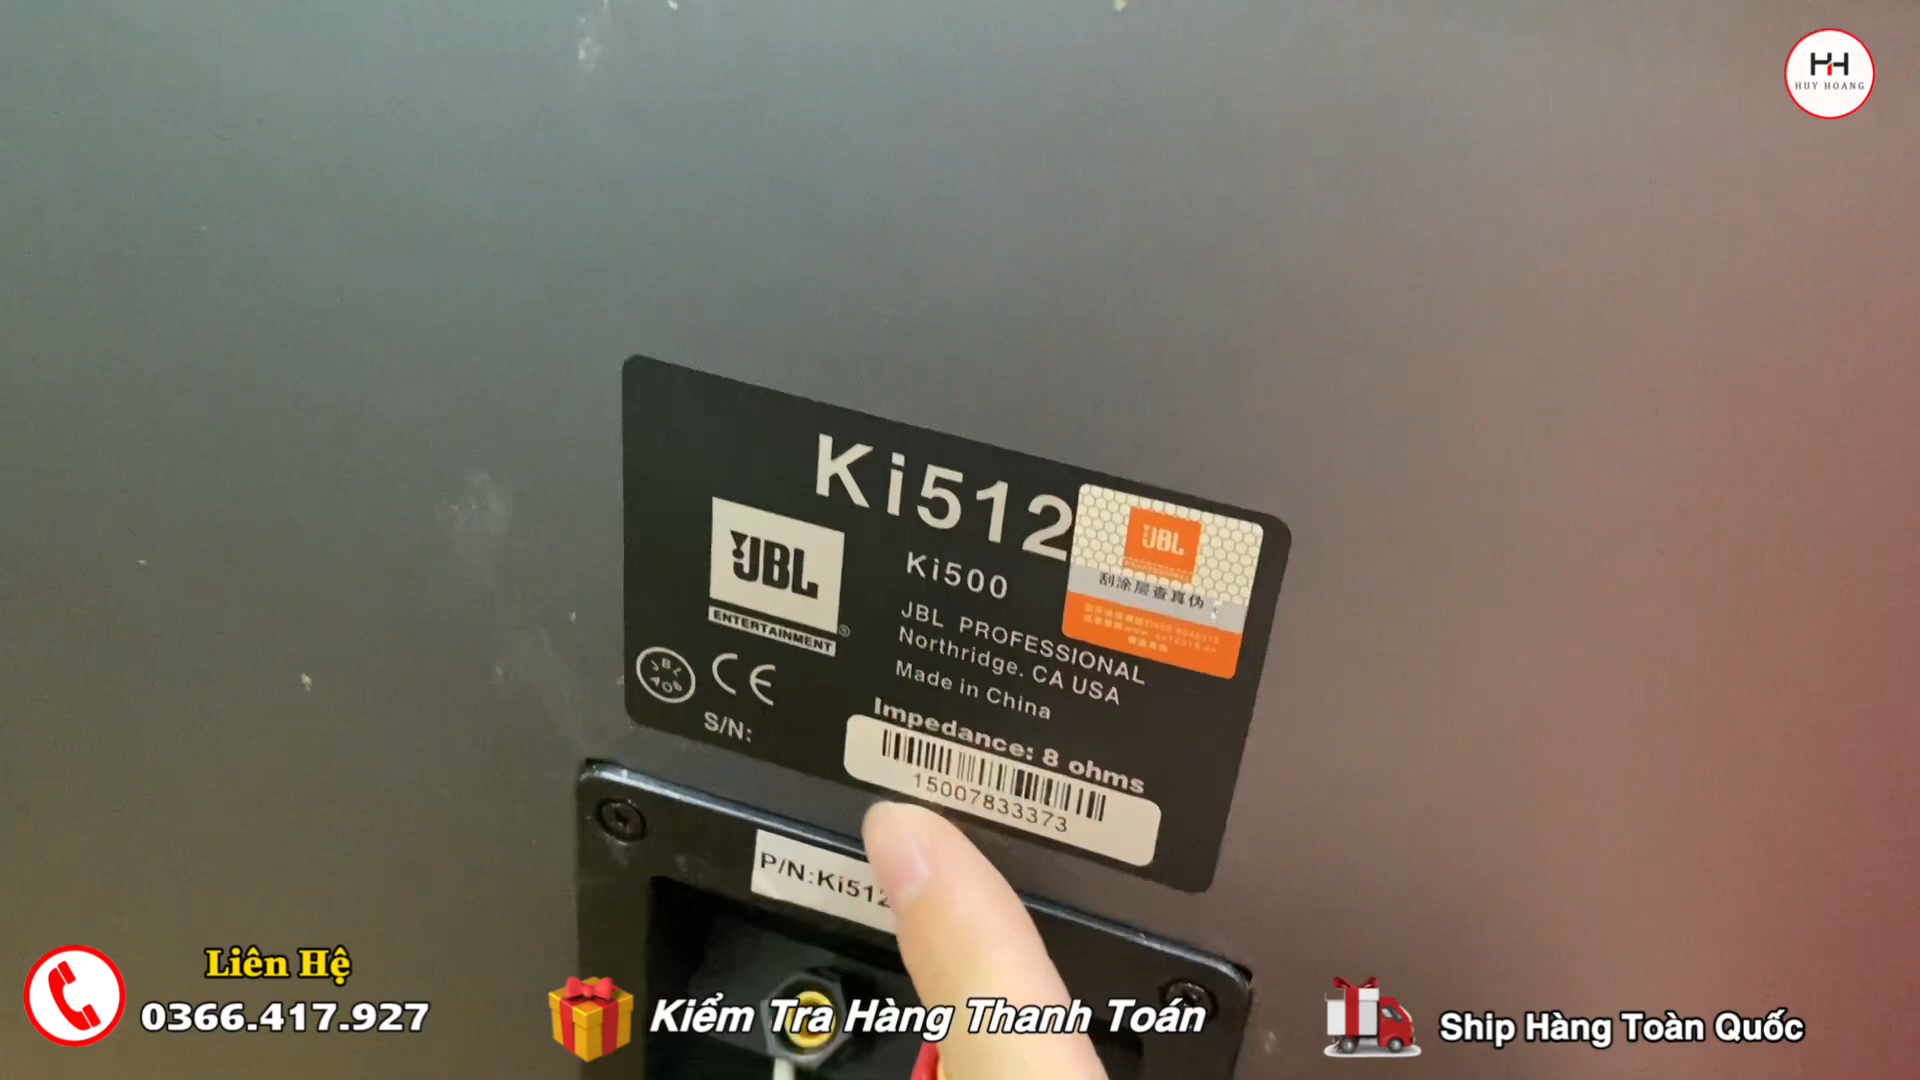 HH
HUY HOANG
Ki512
JBL
刮涂层查真伪
Ki500
JBL
ENTERTAINMENT
®
JBL PROFESSIONAL
Northridge. CA USA
Made in China
CE
S/N:
Impedance: 8 ohms
15007833373
P/N:Ki512
Liên Hệ
0366.417.927
Kiểm Tra Hàng Thanh Toán
Ship Hàng Toàn Quốc